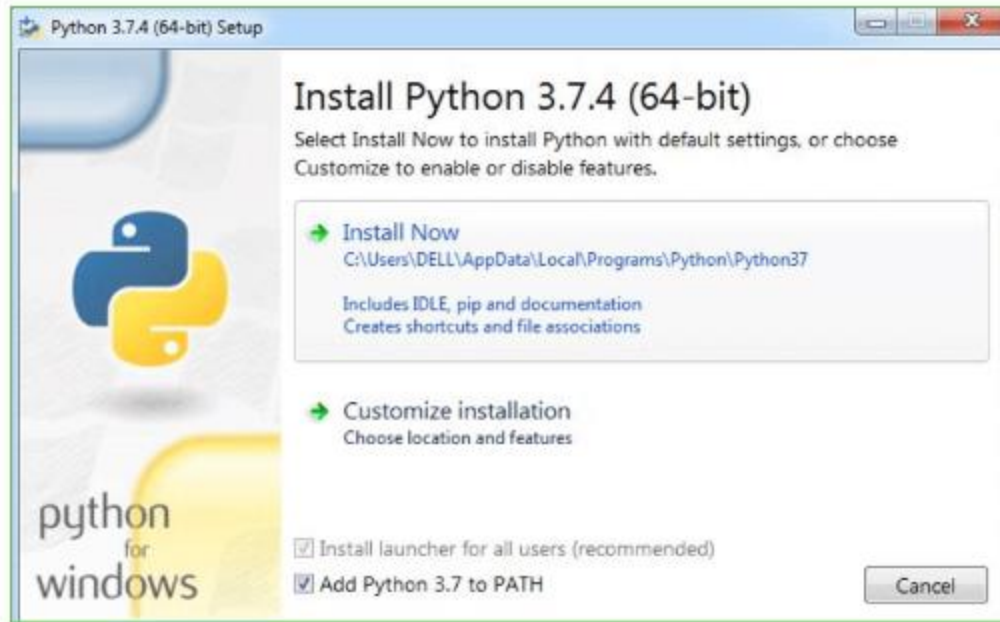 Python 3.7.4 (64-bit) Setup
Install Python 3.7.4 (64-bit)
Select Install Now to install Python with default settings, or choose
Customize to enable or disable features.
Install Now
C:\Users\DELL\AppData\Local\Programs\Python\Python37
Includes IDLE, pip and documentation
Creates shortcuts and file associations
Customize installation
Choose location and features
python
for
windows
Install launcher for all users (recommended)
Add Python 3.7 to PATH
Cancel